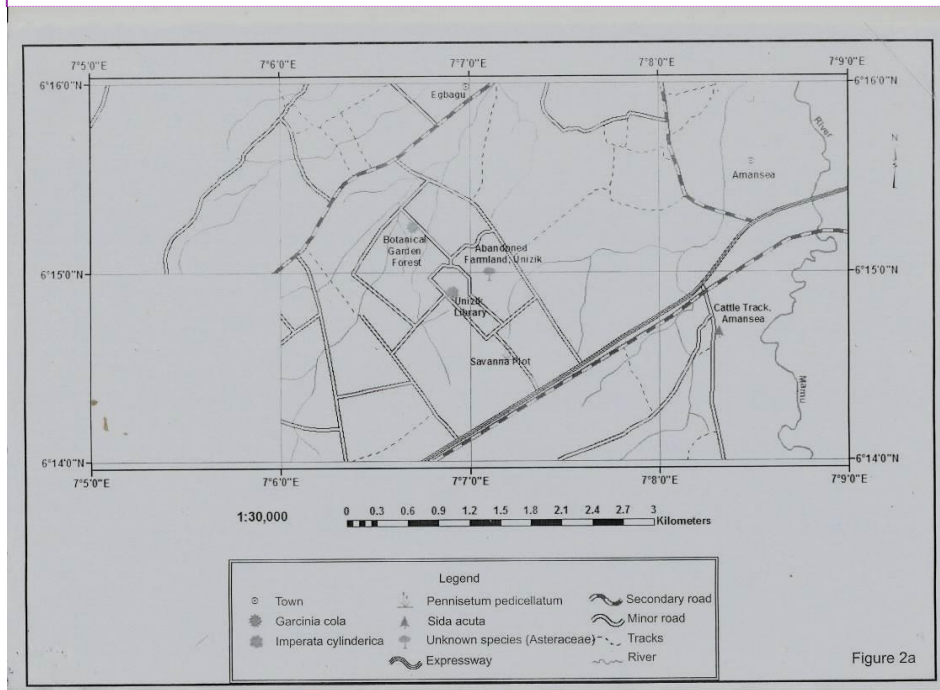 7°5'0"E
7°6'0"E
7°7'0"E
7°8'0"E
7°9'0"E
6°16'0"N
6°16'0"N
Egbagu
River
N
Amansea
Botanical
Garden
Forest
Abandoned
Farmland, Unizik
6°15'0"N
6°15'0"N
Unizik
Library
Cattle Track,
Amansea
Savanna Plot
Mamu
6°14'0"N
6°14'0"N
7°5'0"E
7°6'0"E
7°7'0"E
7°8'0"E
7°9'0"E
1:30,000
0 0.3 0.6 0.9 1.2 1.5 1.8 2.1 2.4 2.7 3
Kilometers
Legend
Town
Garcinia cola
Imperata cylinderica
Pennisetum pedicellatum
Sida acuta
Unknown species (Asteraceae)
Expressway
Secondary road
Minor road
Tracks
River
Figure 2a